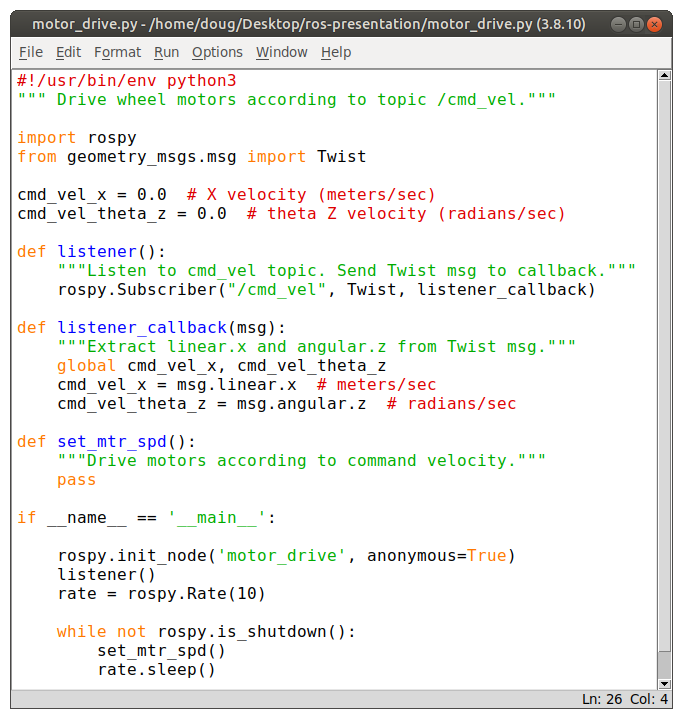 motor_drive.py - /home/doug/Desktop/ros-presentation/motor_drive.py (3.8.10)
File Edit Format Run Options Window Help
#!/usr/bin/env python3
""" Drive wheel motors according to topic /cmd_vel."""

import rospy
from geometry_msgs.msg import Twist

cmd_vel_x = 0.0  # X velocity (meters/sec)
cmd_vel_theta_z = 0.0  # theta Z velocity (radians/sec)

def listener():
    """Listen to cmd_vel topic. Send Twist msg to callback."""
    rospy.Subscriber("/cmd_vel", Twist, listener_callback)

def listener_callback(msg):
    """Extract linear.x and angular.z from Twist msg."""
    global cmd_vel_x, cmd_vel_theta_z
    cmd_vel_x = msg.linear.x  # meters/sec
    cmd_vel_theta_z = msg.angular.z  # radians/sec

def set_mtr_spd():
    """Drive motors according to command velocity."""
    pass

if __name__ == '__main__':

    rospy.init_node('motor_drive', anonymous=True)
    listener()
    rate = rospy.Rate(10)

    while not rospy.is_shutdown():
        set_mtr_spd()
        rate.sleep()
Ln: 26 Col: 4